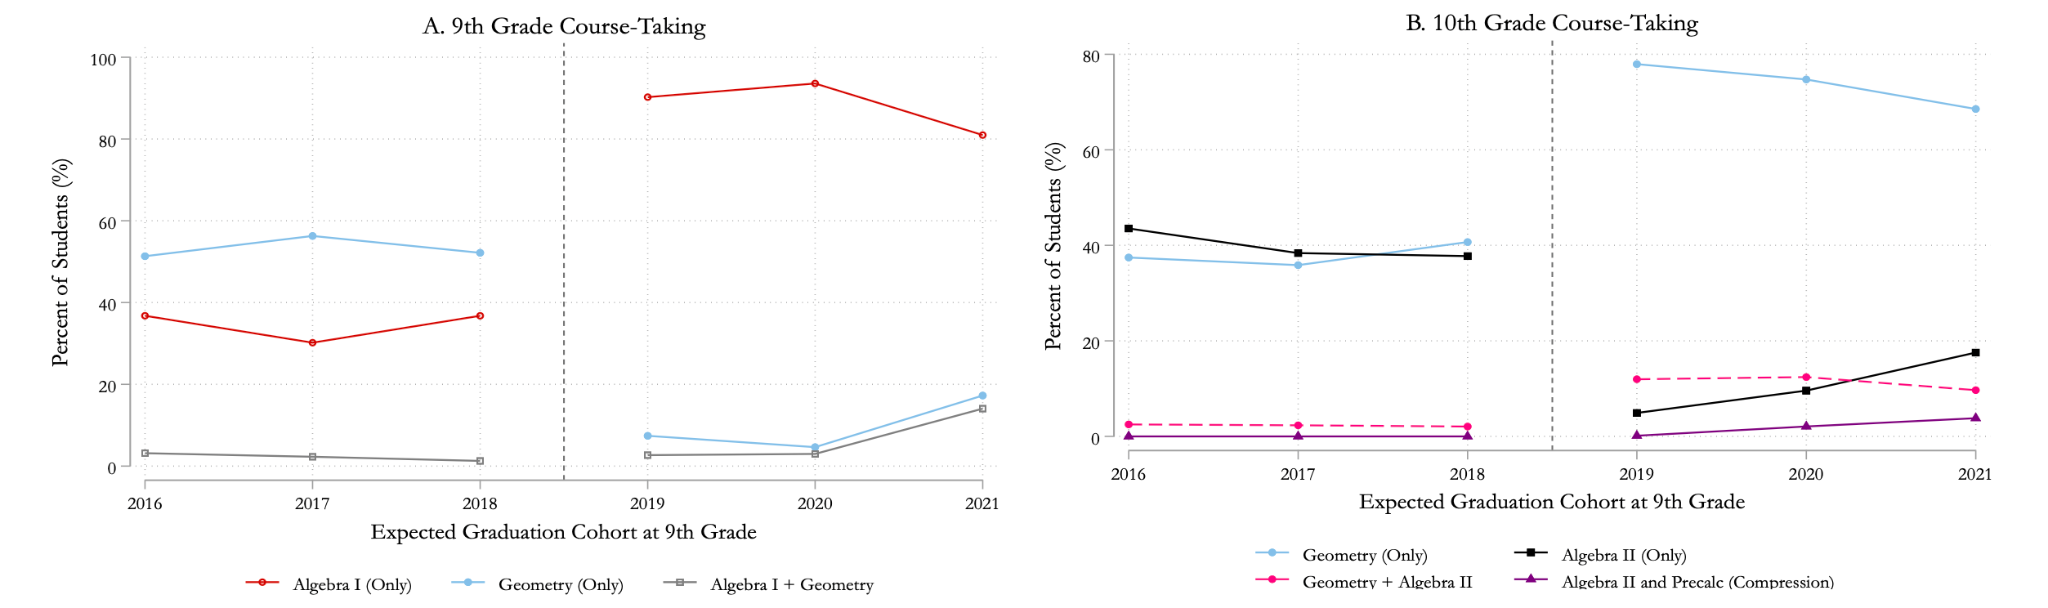 A. 9th Grade Course-Taking
100
80
60
40
20
0
Percent of Students (%)
2016 2017 2018 2019 2020 2021
Expected Graduation Cohort at 9th Grade
Algebra I (Only) Geometry (Only) Algebra I + Geometry
B. 10th Grade Course-Taking
80
60
40
20
0
Percent of Students (%)
2016 2017 2018 2019 2020 2021
Expected Graduation Cohort at 9th Grade
Geometry (Only) Algebra II (Only)
Geometry + Algebra II Algebra II and Precalc (Compression)